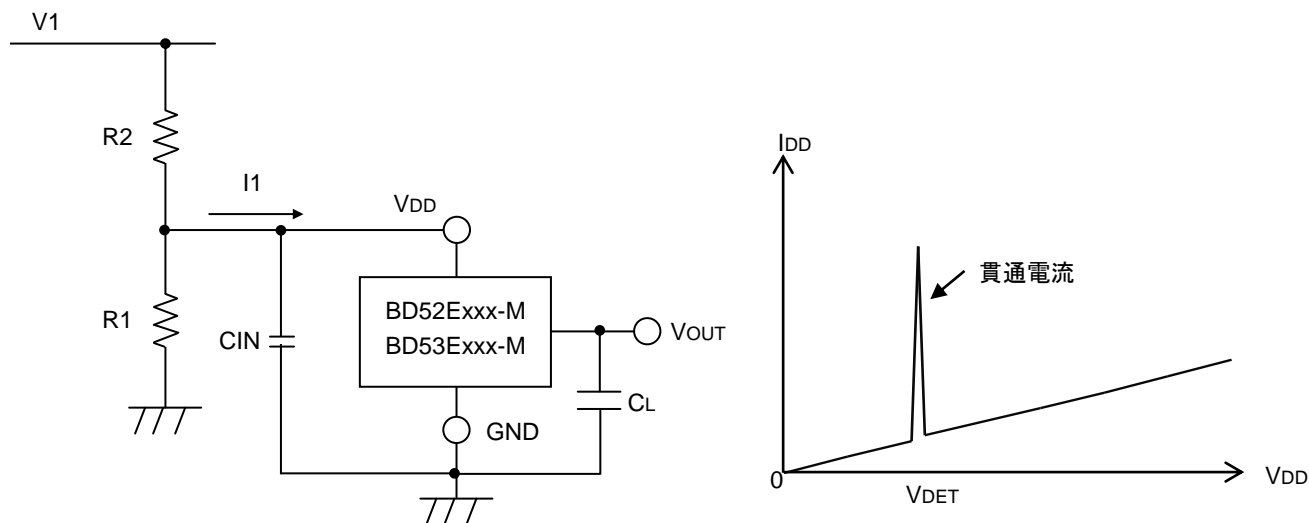 V1
R2
I1
VDD
R1
CIN
BD52Exxx-M
BD53Exxx-M
VOUT
CL
GND
IDD
貫通電流
0
VDET
VDD